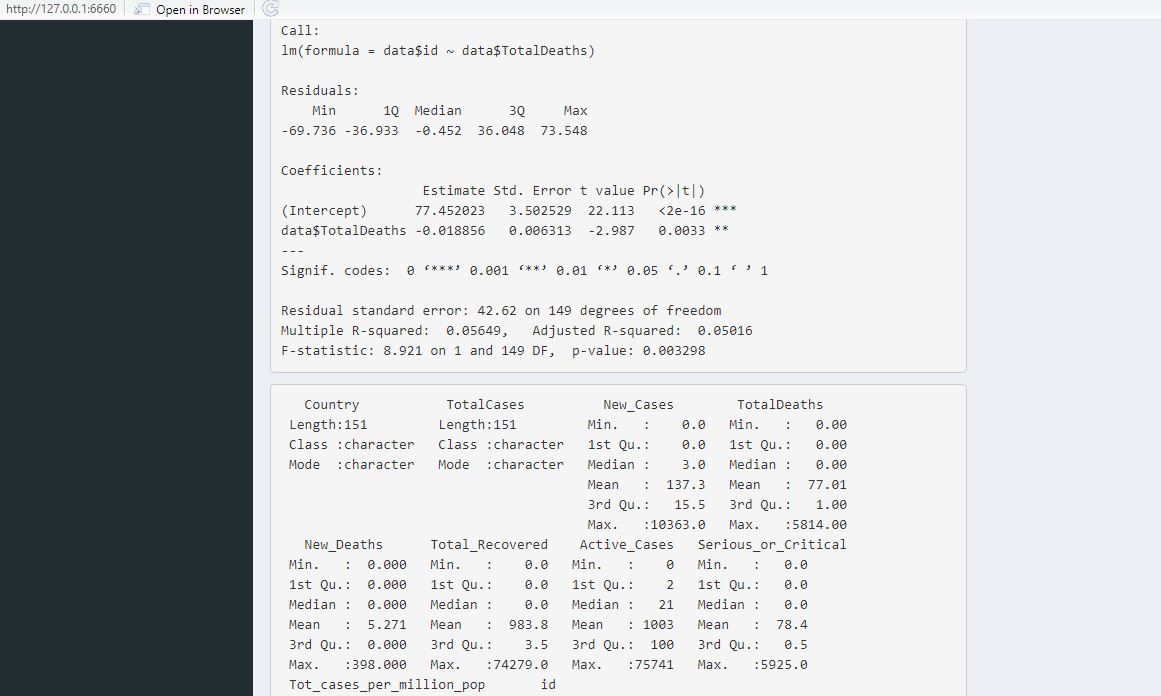 http://127.0.0.1:6660 Open in Browser
Call:
lm(formula = data$id ~ data$TotalDeaths)
Residuals:
    Min      1Q  Median      3Q     Max
-69.736 -36.933  -0.452  36.048  73.548
Coefficients:
                  Estimate Std. Error t value Pr(>|t|)
(Intercept)      77.452023   3.502529  22.113   <2e-16 ***
data$TotalDeaths -0.018856   0.006313  -2.987   0.0033 **
---
Signif. codes:  0 ‘***’ 0.001 ‘**’ 0.01 ‘*’ 0.05 ‘.’ 0.1 ‘ ’ 1
Residual standard error: 42.62 on 149 degrees of freedom
Multiple R-squared:  0.05649,   Adjusted R-squared:  0.05016
F-statistic: 8.921 on 1 and 149 DF,  p-value: 0.003298
   Country           TotalCases          New_Cases        TotalDeaths
 Length:151         Length:151         Min.   :    0.0   Min.   :   0.00
 Class :character   Class :character   1st Qu.:    0.0   1st Qu.:   0.00
 Mode  :character   Mode  :character   Median :    3.0   Median :   0.00
                                       Mean   :  137.3   Mean   :  77.01
                                       3rd Qu.:   15.5   3rd Qu.:   1.00
                                       Max.   :10363.0   Max.   :5814.00
   New_Deaths      Total_Recovered    Active_Cases   Serious_or_Critical
 Min.   :  0.000   Min.   :    0.0   Min.   :    0   Min.   :   0.0
 1st Qu.:  0.000   1st Qu.:    0.0   1st Qu.:    2   1st Qu.:   0.0
 Median :  0.000   Median :    0.0   Median :   21   Median :   0.0
 Mean   :  5.271   Mean   :  983.8   Mean   : 1003   Mean   :  78.4
 3rd Qu.:  0.000   3rd Qu.:    3.5   3rd Qu.:  100   3rd Qu.:   0.5
 Max.   :398.000   Max.   :74279.0   Max.   :75741   Max.   :5925.0
 Tot_cases_per_million_pop       id